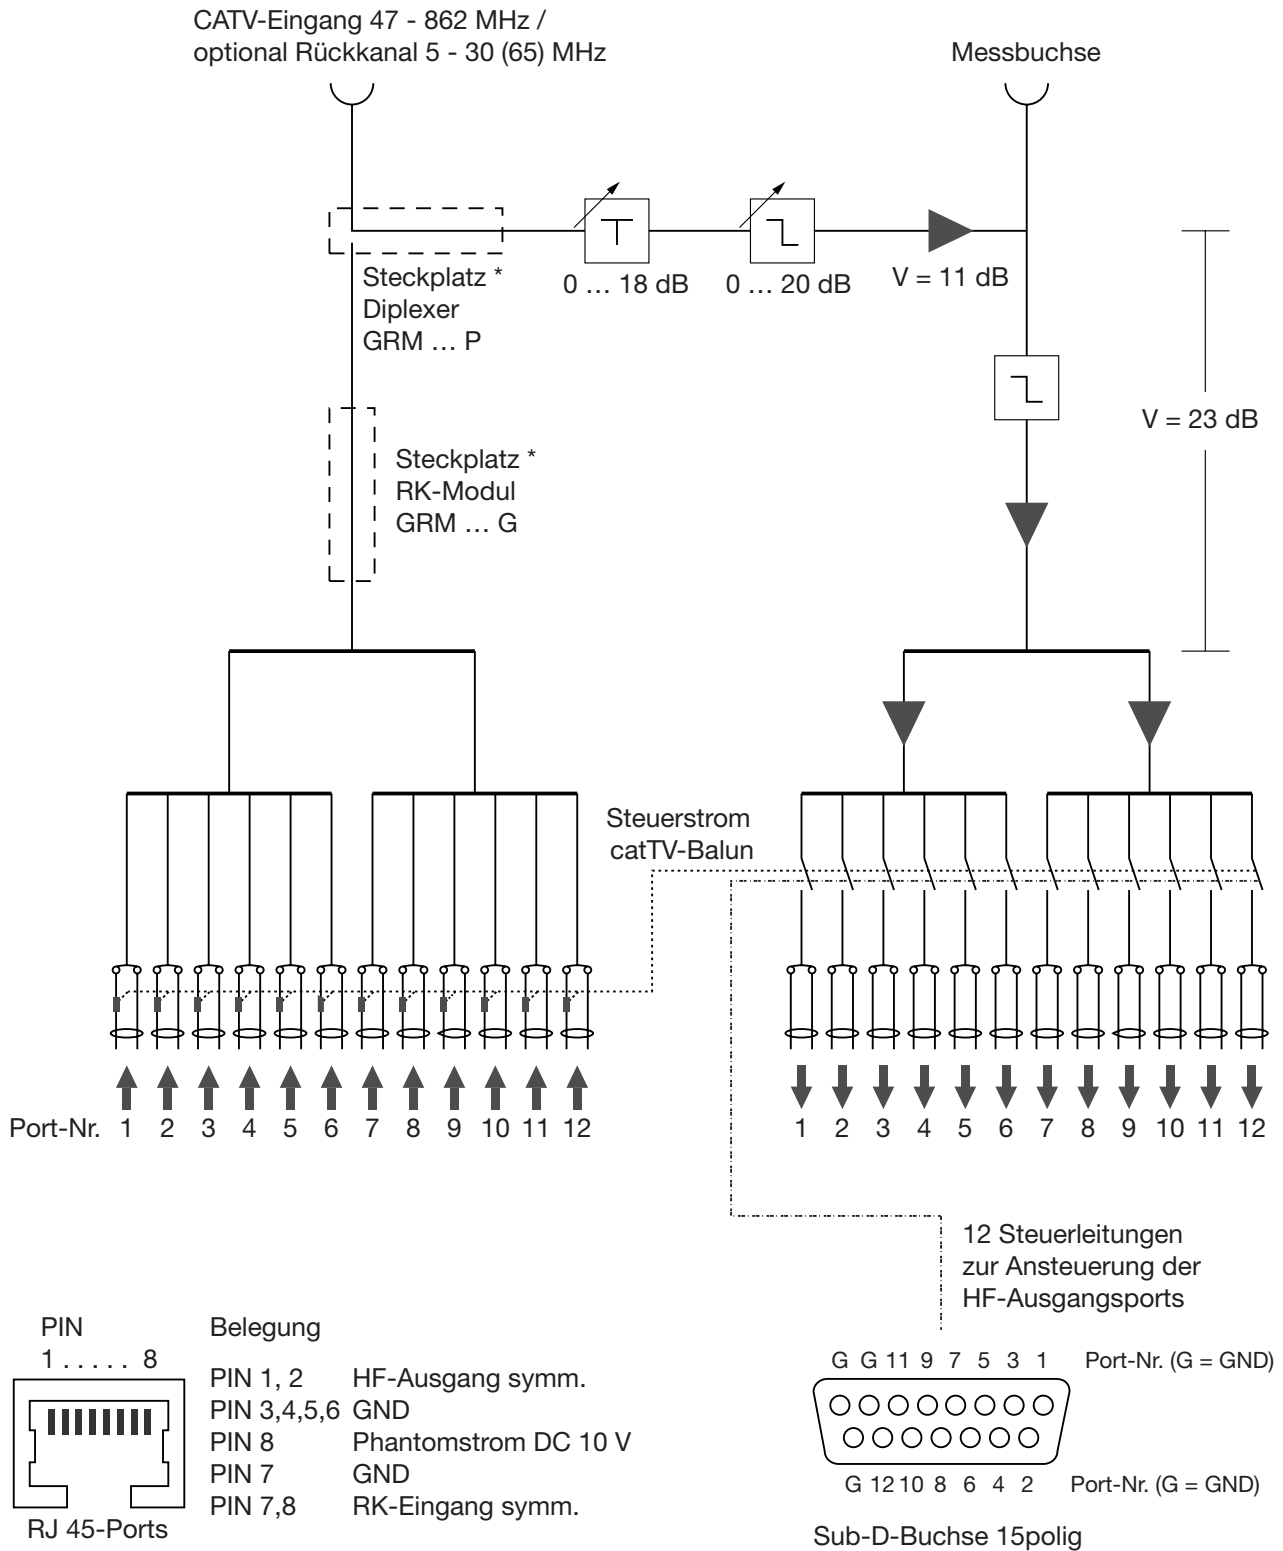 CATV-Eingang 47 - 862 MHz /
optional Rückkanal 5 - 30 (65) MHz
Messbuchse
Steckplatz *
Diplexer
GRM … P
0 … 18 dB
0 … 20 dB
V = 11 dB
V = 23 dB
Steckplatz *
RK-Modul
GRM … G
Steuerstrom
catTV-Balun
Port-Nr. 1 2 3 4 5 6 7 8 9 10 11 12
1 2 3 4 5 6 7 8 9 10 11 12
12 Steuerleitungen
zur Ansteuerung der
HF-Ausgangsports
PIN
1 . . . . . 8
RJ 45-Ports
Belegung
PIN 1, 2 HF-Ausgang symm.
PIN 3,4,5,6 GND
PIN 8 Phantomstrom DC 10 V
PIN 7 GND
PIN 7,8 RK-Eingang symm.
G G 11 9 7 5 3 1 Port-Nr. (G = GND)
G 12 10 8 6 4 2 Port-Nr. (G = GND)
Sub-D-Buchse 15polig